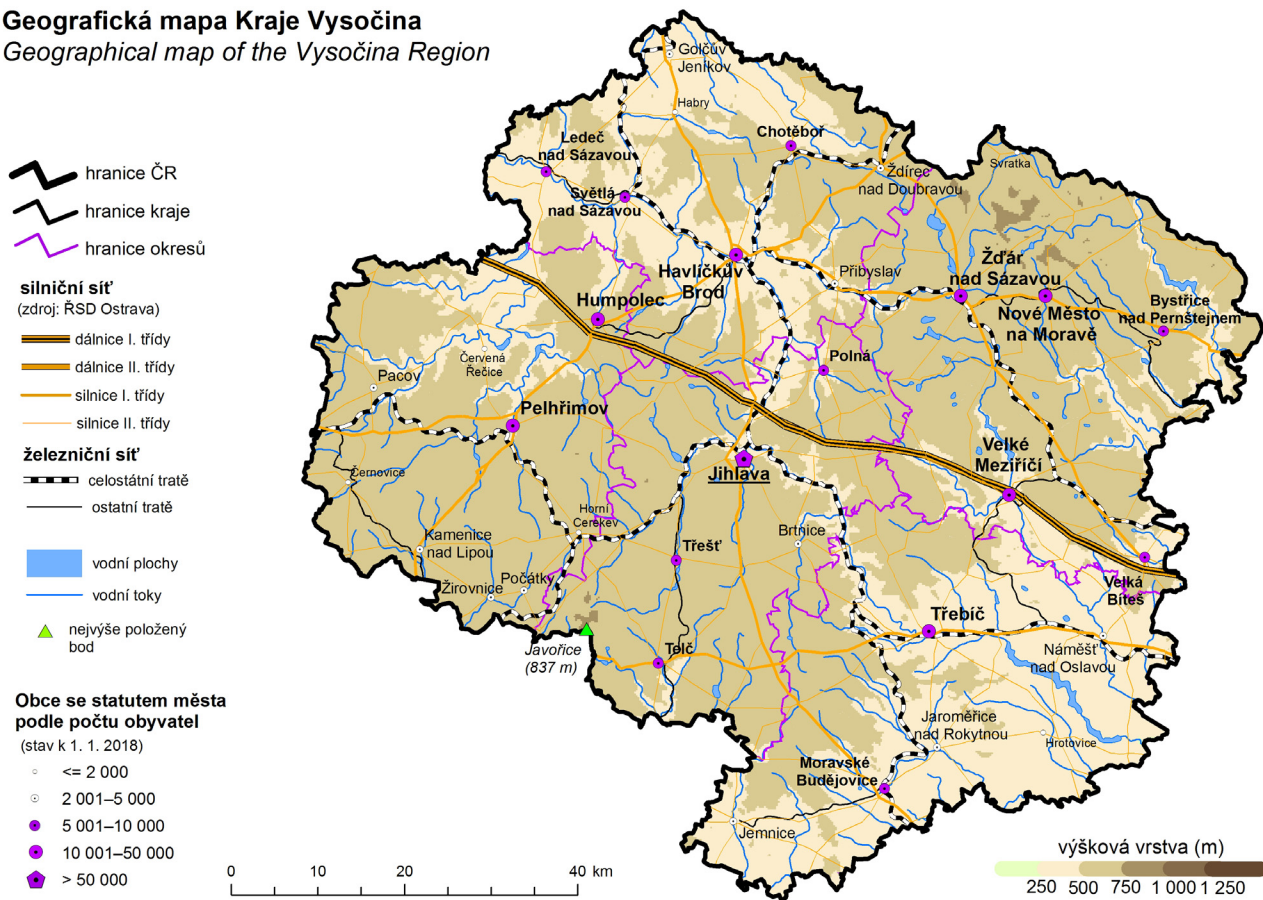 Geografická mapa Kraje Vysočina
Geographical map of the Vysočina Region
hranice ČR
hranice kraje
hranice okresů
silniční síť
(zdroj: ŘSD Ostrava)
dálnice I. třídy
dálnice II. třídy
silnice I. třídy
silnice II. třídy
železniční síť
celostátní tratě
ostatní tratě
vodní plochy
vodní toky
nejvýše položený
bod
Obce se statutem města
podle počtu obyvatel
(stav k 1. 1. 2018)
<= 2 000
2 001–5 000
5 001–10 000
10 001–50 000
> 50 000
Golčův
Jeníkov
Habry
Chotěboř
Ledeč
nad Sázavou
Světlá
nad Sázavou
Ždírec
nad Doubravou
Svratka
Havlíčkův
Brod
Přibyslav
Žďár
nad Sázavou
Humpolec
Nové Město
na Moravě
Bystřice
nad Pernštejnem
Červená
Řečice
Polná
Pacov
Pelhřimov
Velké
Meziříčí
Jihlava
Černovice
Horní
Cerekev
Brtnice
Kamenice
nad Lipou
Třešť
Počátky
Žirovnice
Velká
Bíteš
Třebíč
Javořice
(837 m)
Telč
Náměšť
nad Oslavou
Jaroměřice
nad Rokytnou
Hrotovice
Moravské
Budějovice
Jemnice
0 10 20 40 km
výšková vrstva (m)
250 500 750 1 000 1 250